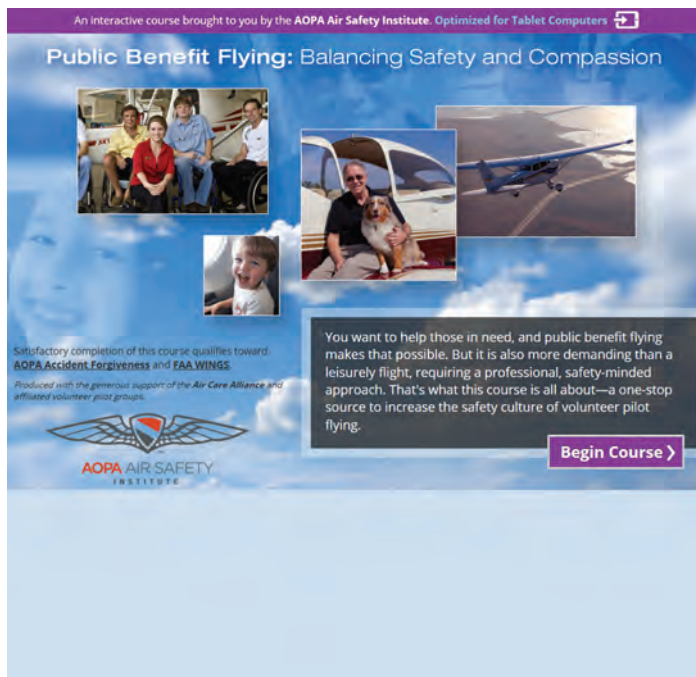 An interactive course brought to you by the AOPA Air Safety Institute. Optimized for Tablet Computers
Public Benefit Flying: Balancing Safety and Compassion
Satisfactory completion of this course qualifies toward
AOPA Accident Forgiveness and FAA WINGS.
Produced with the generous support of the Air Care Alliance and
affiliated volunteer pilot groups.
AOPA AIR SAFETY
INSTITUTE
You want to help those in need, and public benefit flying
makes that possible. But it is also more demanding than a
leisurely flight, requiring a professional, safety-minded
approach. That's what this course is all about—a one-stop
source to increase the safety culture of volunteer pilot
flying.
Begin Course ❯